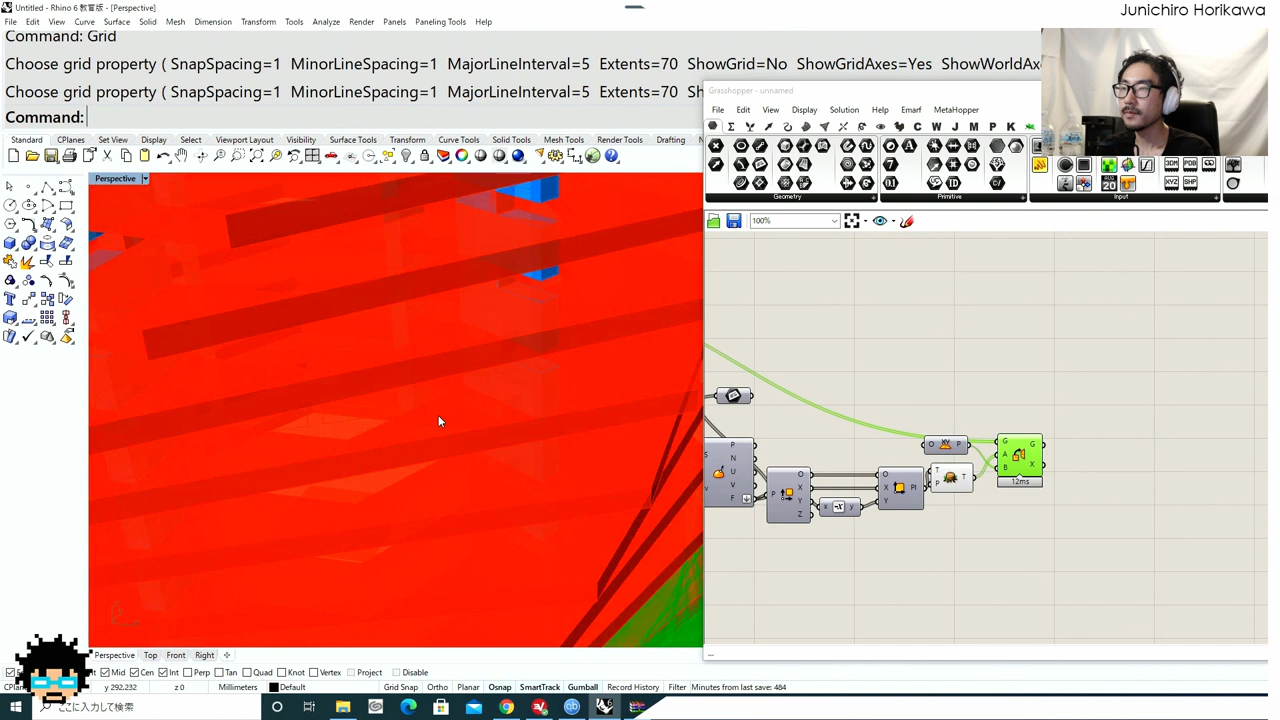 Untitled - Rhino 6 教育版 - [Perspective]
Junichiro Horikawa
File Edit View Curve Surface Solid Mesh Dimension Transform Tools Analyze Render Panels Paneling Tools Help
Command: Grid
Choose grid property ( SnapSpacing=1 MinorLineSpacing=1 MajorLineInterval=5 Extents=70 ShowGrid=No ShowGridAxes=Yes
Choose grid property ( SnapSpacing=1 MinorLineSpacing=1 MajorLineInterval=5 Extents=70
Command:
Grasshopper - unnamed
File Edit View Display Solution Help Emarf MetaHopper
Standard CPlanes Set View Display Select Viewport Layout Visibility Surface Tools Transform Curve Tools Solid Tools Mesh Tools Render Tools Drafting
C W J M P K
Geometry Primitive Input
Perspective
100%
O P G A B G X
12ms
P N U V F
P O X Y Z
x -x y
O X Y Pl
T P T
...
Perspective Top Front Right
Mid Cen Int Perp Tan Quad Knot Vertex Project Disable
y 292.232 z 0 Millimeters Default Grid Snap Ortho Planar Osnap SmartTrack Gumball Record History Filter Minutes from last save: 484
ここに入力して検索